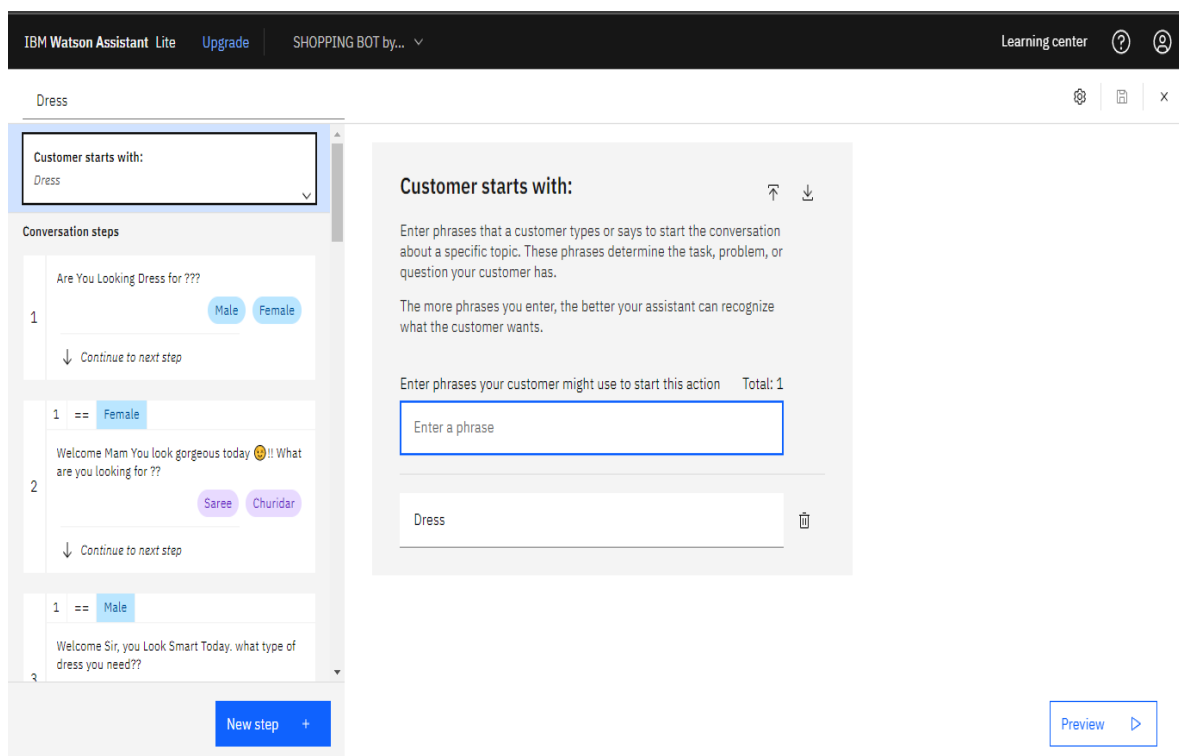 IBM Watson Assistant Lite Upgrade SHOPPING BOT by... Learning center
Dress
Customer starts with:
Dress
Conversation steps
1
Are You Looking Dress for ???
Male Female
Continue to next step
1 == Female
2
Welcome Mam You look gorgeous today 😉!! What
are you looking for ??
Saree Churidar
Continue to next step
1 == Male
3
Welcome Sir, you Look Smart Today. what type of
dress you need??
New step +
Customer starts with:
Enter phrases that a customer types or says to start the conversation
about a specific topic. These phrases determine the task, problem, or
question your customer has.
The more phrases you enter, the better your assistant can recognize
what the customer wants.
Enter phrases your customer might use to start this action Total: 1
Enter a phrase
Dress
Preview